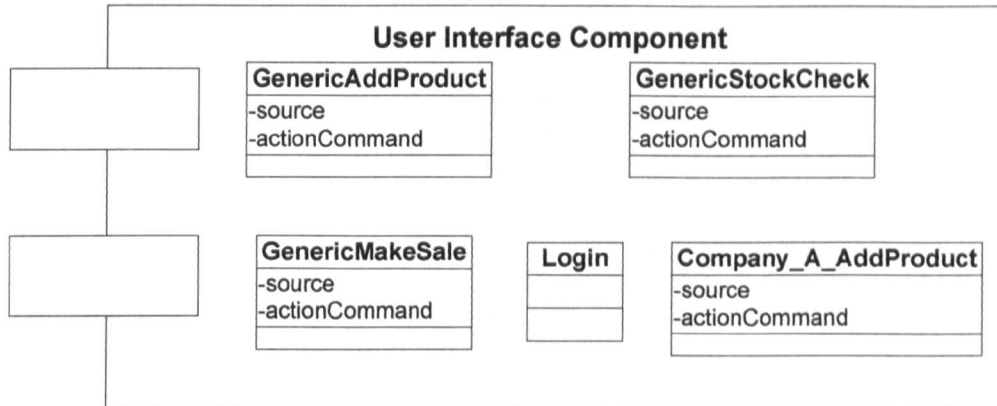 User Interface Component
GenericAddProduct
-source
-actionCommand
GenericStockCheck
-source
-actionCommand
GenericMakeSale
-source
-actionCommand
Login
Company_A_AddProduct
-source
-actionCommand